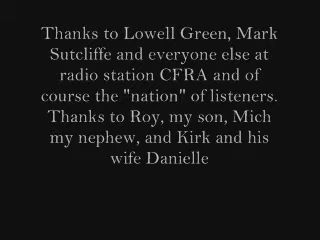 Thanks to Lowell Green, Mark
Sutcliffe and everyone else at
radio station CFRA and of
course the "nation" of listeners.
Thanks to Roy, my son, Mich
my nephew, and Kirk and his
wife Danielle